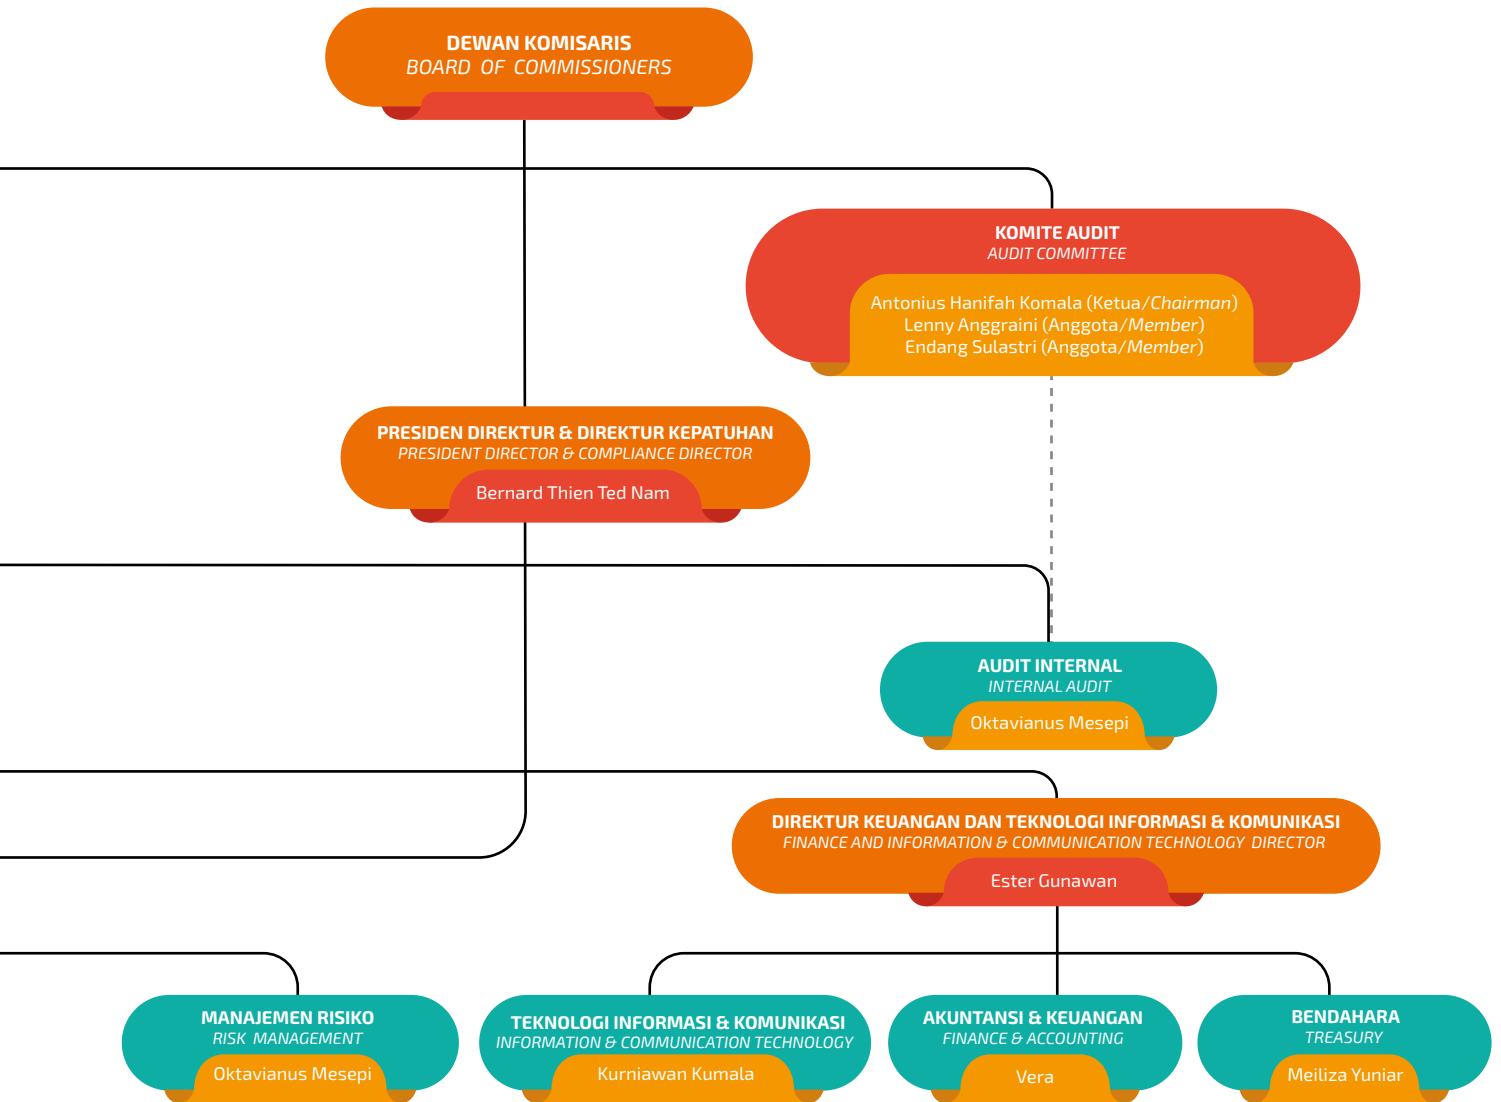 DEWAN KOMISARIS
BOARD OF COMMISSIONERS
KOMITE AUDIT
AUDIT COMMITTEE
Antonius Hanifah Komala (Ketua/Chairman)
Lenny Anggraini (Anggota/Member)
Endang Sulastri (Anggota/Member)
PRESIDEN DIREKTUR & DIREKTUR KEPATUHAN
PRESIDENT DIRECTOR & COMPLIANCE DIRECTOR
Bernard Thien Ted Nam
AUDIT INTERNAL
INTERNAL AUDIT
Oktavianus Mesepi
DIREKTUR KEUANGAN DAN TEKNOLOGI INFORMASI & KOMUNIKASI
FINANCE AND INFORMATION & COMMUNICATION TECHNOLOGY DIRECTOR
Ester Gunawan
MANAJEMEN RISIKO
RISK MANAGEMENT
Oktavianus Mesepi
TEKNOLOGI INFORMASI & KOMUNIKASI
INFORMATION & COMMUNICATION TECHNOLOGY
Kurniawan Kumala
AKUNTANSI & KEUANGAN
FINANCE & ACCOUNTING
Vera
BENDAHARA
TREASURY
Meiliza Yuniar